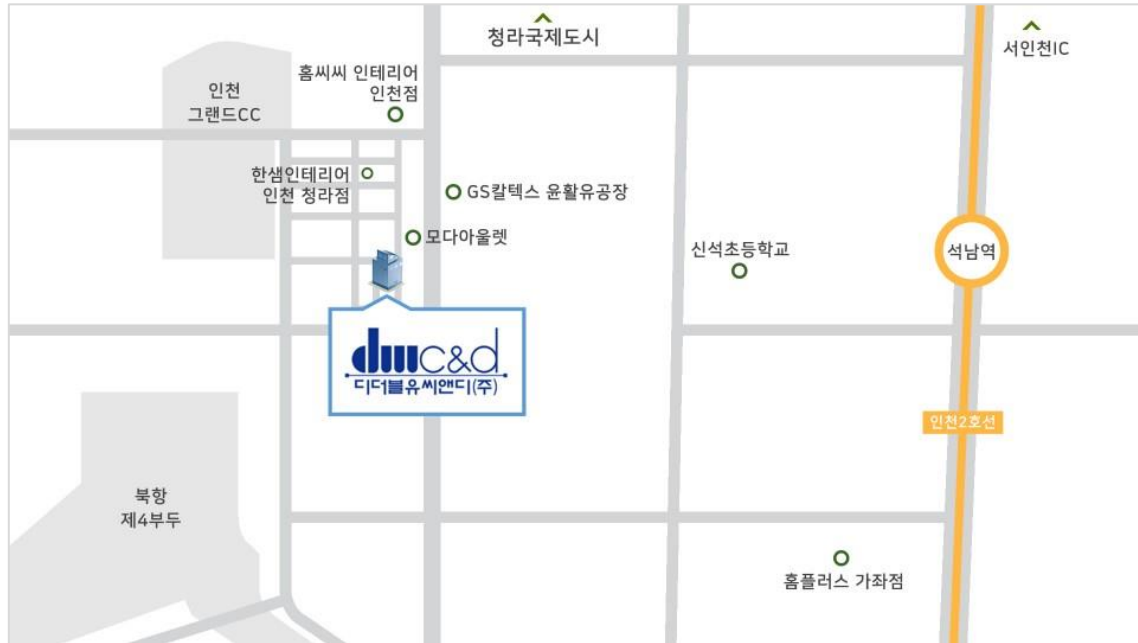 청라국제도시
서인천IC
홈씨씨 인테리어
인천점
인천
그랜드CC
한샘인테리어
인천 청라점
GS칼텍스 윤활유공장
모다아울렛
신석초등학교
석남역
dwc&d
디더블유씨앤디(주)
인천2호선
북항
제4부두
홈플러스 가좌점